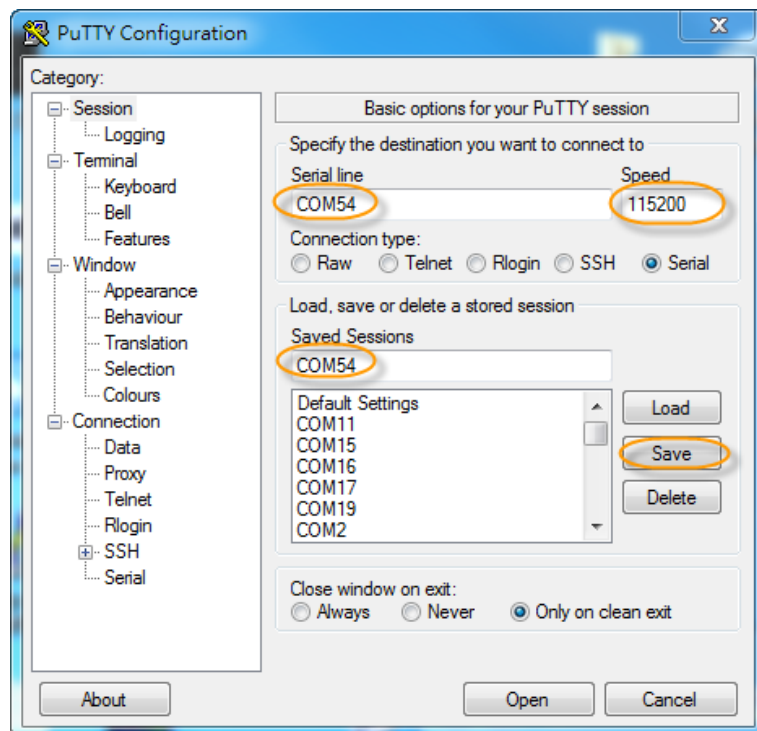 PuTTY Configuration
Category:
Session
Logging
Terminal
Keyboard
Bell
Features
Window
Appearance
Behaviour
Translation
Selection
Colours
Connection
Data
Proxy
Telnet
Rlogin
SSH
Serial
Basic options for your PuTTY session
Specify the destination you want to connect to
Serial line Speed
COM54 115200
Connection type:
Raw Telnet Rlogin SSH Serial
Load, save or delete a stored session
Saved Sessions
COM54
Default Settings
COM11
COM15
COM16
COM17
COM19
COM2
Load
Save
Delete
Close window on exit:
Always Never Only on clean exit
About Open Cancel